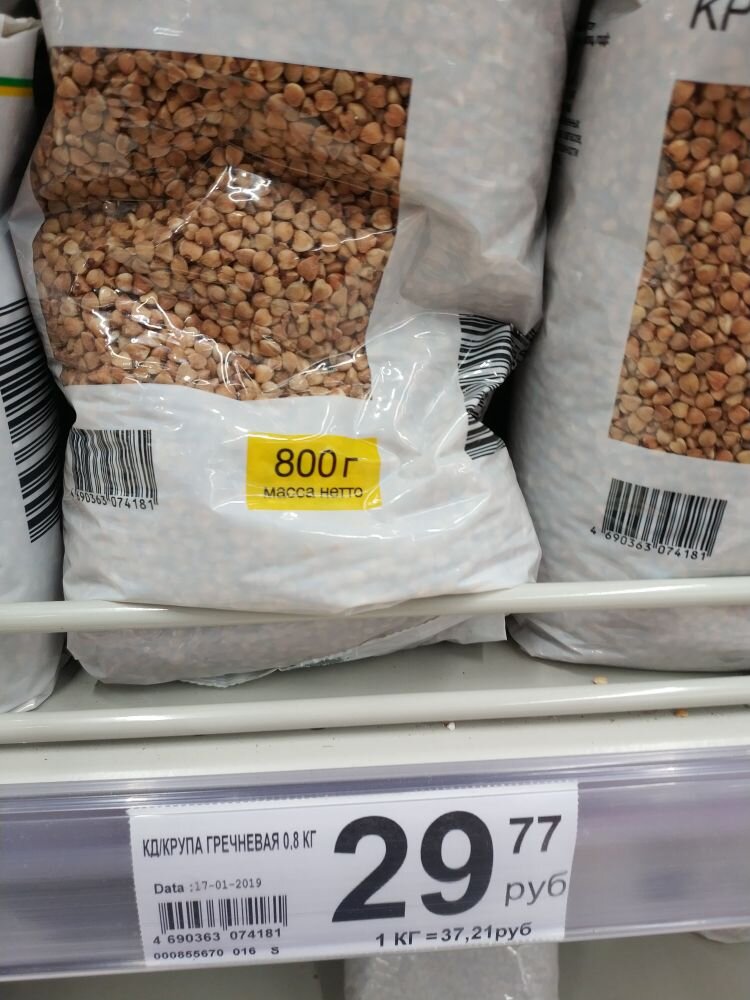 КР
800 г
масса нетто
4 690363 074181
4 690363 074181
КД/КРУПА ГРЕЧНЕВАЯ 0,8 КГ
29 77
руб
Data :17-01-2019
4 690363 074181
1 КГ =37,21руб
000855670 016 S